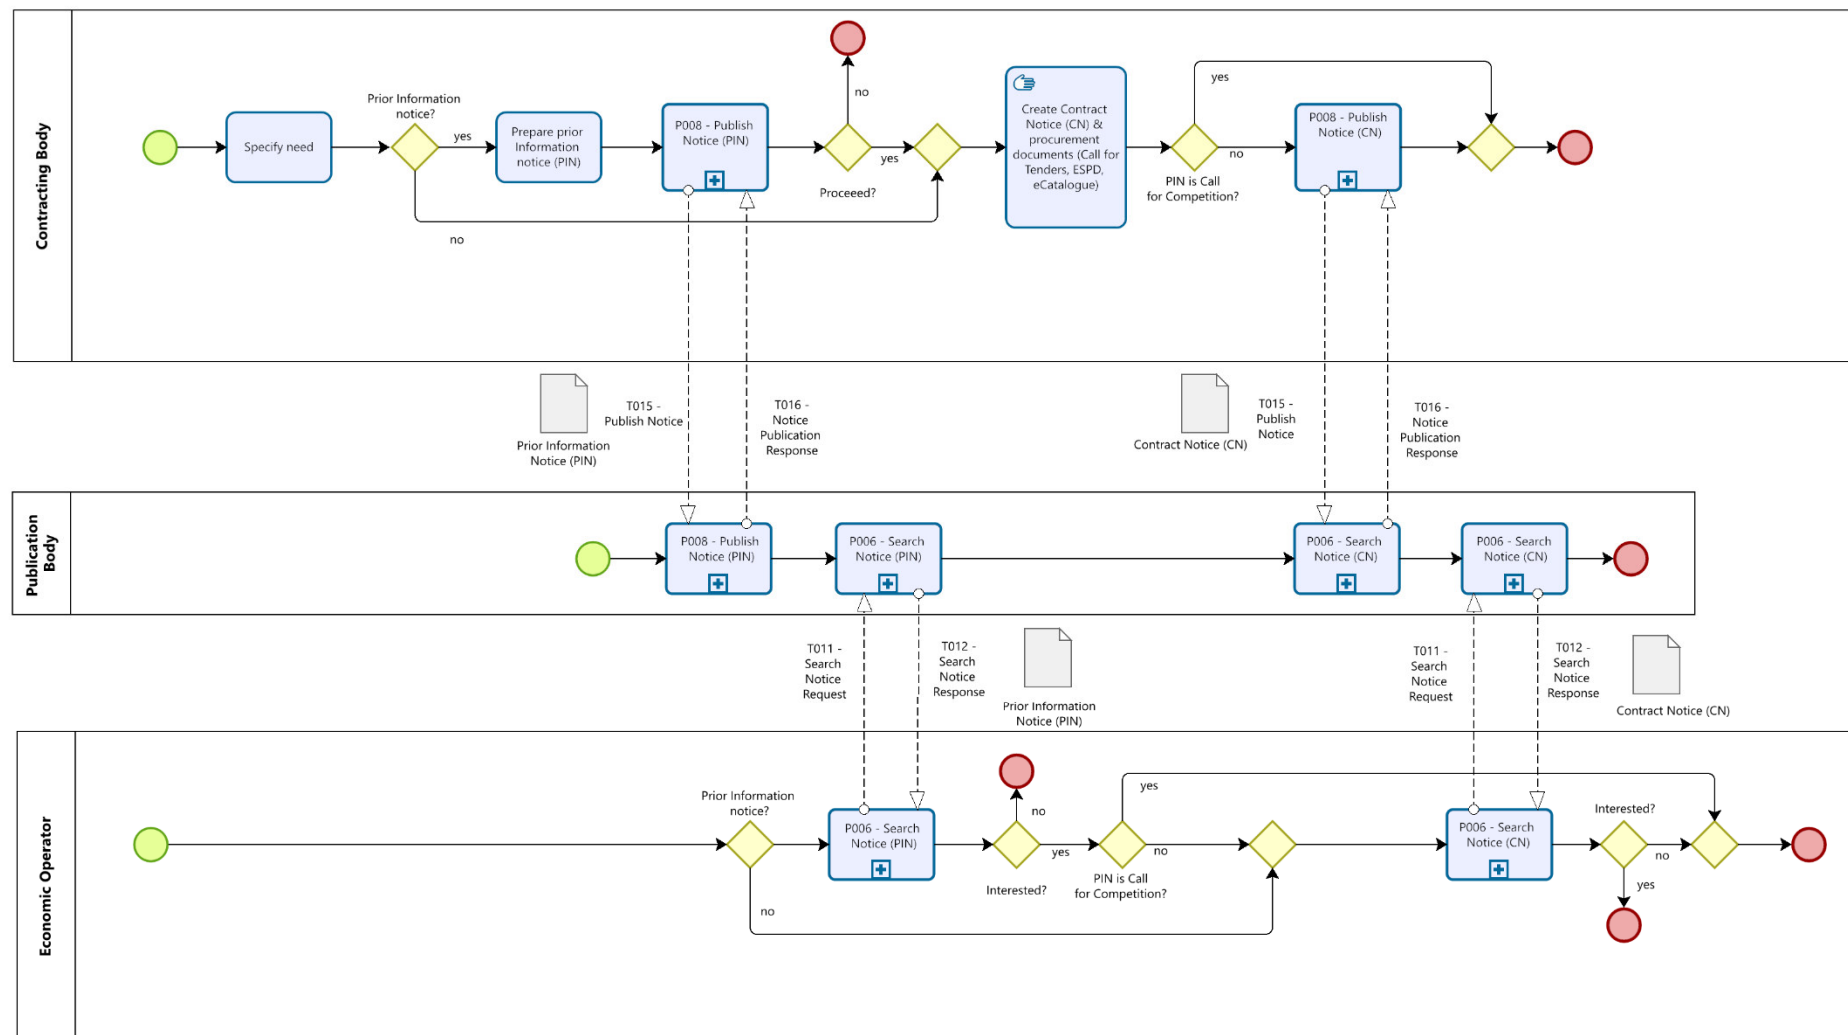 Contracting Body
Prior Information
notice?
yes
no
Specify need
Prepare prior
Information
notice (PIN)
P008 - Publish
Notice (PIN)
no
yes
Proceeed?
Create Contract
Notice (CN) &
procurement
documents (Call for
Tenders, ESPD,
eCatalogue)
yes
no
PIN is Call
for Competition?
P008 - Publish
Notice (CN)
Prior Information
Notice (PIN)
T015 -
Publish Notice
T016 -
Notice
Publication
Response
Contract Notice (CN)
T015 -
Publish
Notice
T016 -
Notice
Publication
Response
Publication
Body
P008 - Publish
Notice (PIN)
P006 - Search
Notice (PIN)
P006 - Search
Notice (CN)
P006 - Search
Notice (CN)
T011 -
Search
Notice
Request
T012 -
Search
Notice
Response
Prior Information
Notice (PIN)
T011 -
Search
Notice
Request
T012 -
Search
Notice
Response
Contract Notice (CN)
Economic Operator
Prior Information
notice?
no
P006 - Search
Notice (PIN)
no
yes
Interested?
yes
no
PIN is Call
for Competition?
P006 - Search
Notice (CN)
Interested?
no
yes